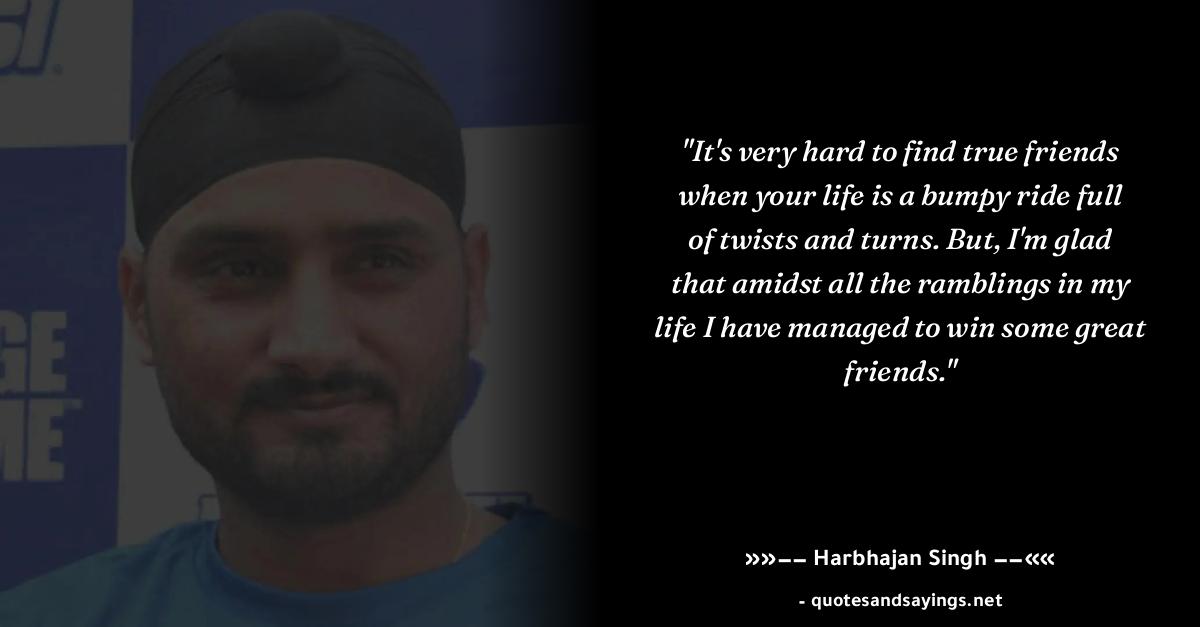 "It's very hard to find true friends
when your life is a bumpy ride full
of twists and turns. But, I'm glad
that amidst all the ramblings in my
life I have managed to win some great
friends."
»»–– Harbhajan Singh ––««
- quotesandsayings.net
GE
ME